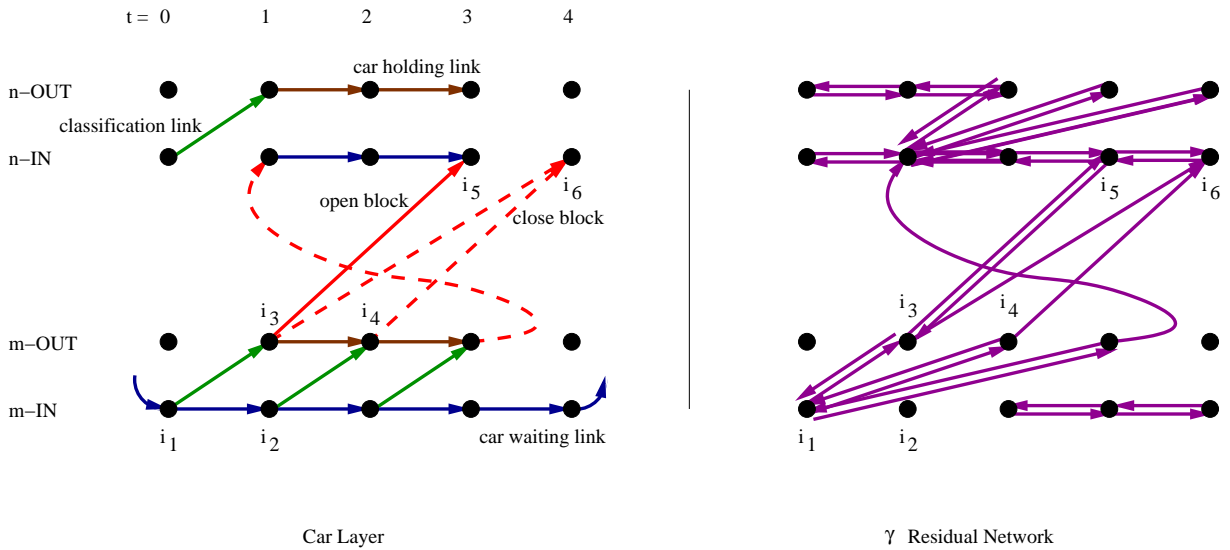 t = 0 1 2 3 4
n−OUT
car holding link
classification link
n−IN
open block
i5
i6
close block
i3
i4
m−OUT
m−IN
i1
i2
car waiting link
Car Layer
i5
i6
i3
i4
i1
i2
γ Residual Network